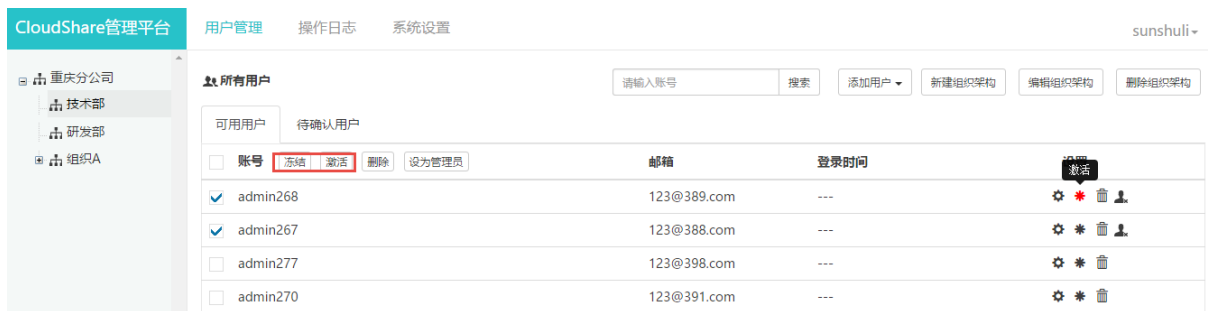 CloudShare管理平台 用户管理 操作日志 系统设置 sunshuli
重庆分公司
技术部
研发部
组织A
所有用户 请输入账号 搜索 添加用户 新建组织架构 编辑组织架构 删除组织架构
可用用户 待确认用户
账号 冻结 激活 删除 设为管理员 邮箱 登录时间
激活
admin268 123@389.com ---
admin267 123@388.com ---
admin277 123@398.com ---
admin270 123@391.com ---